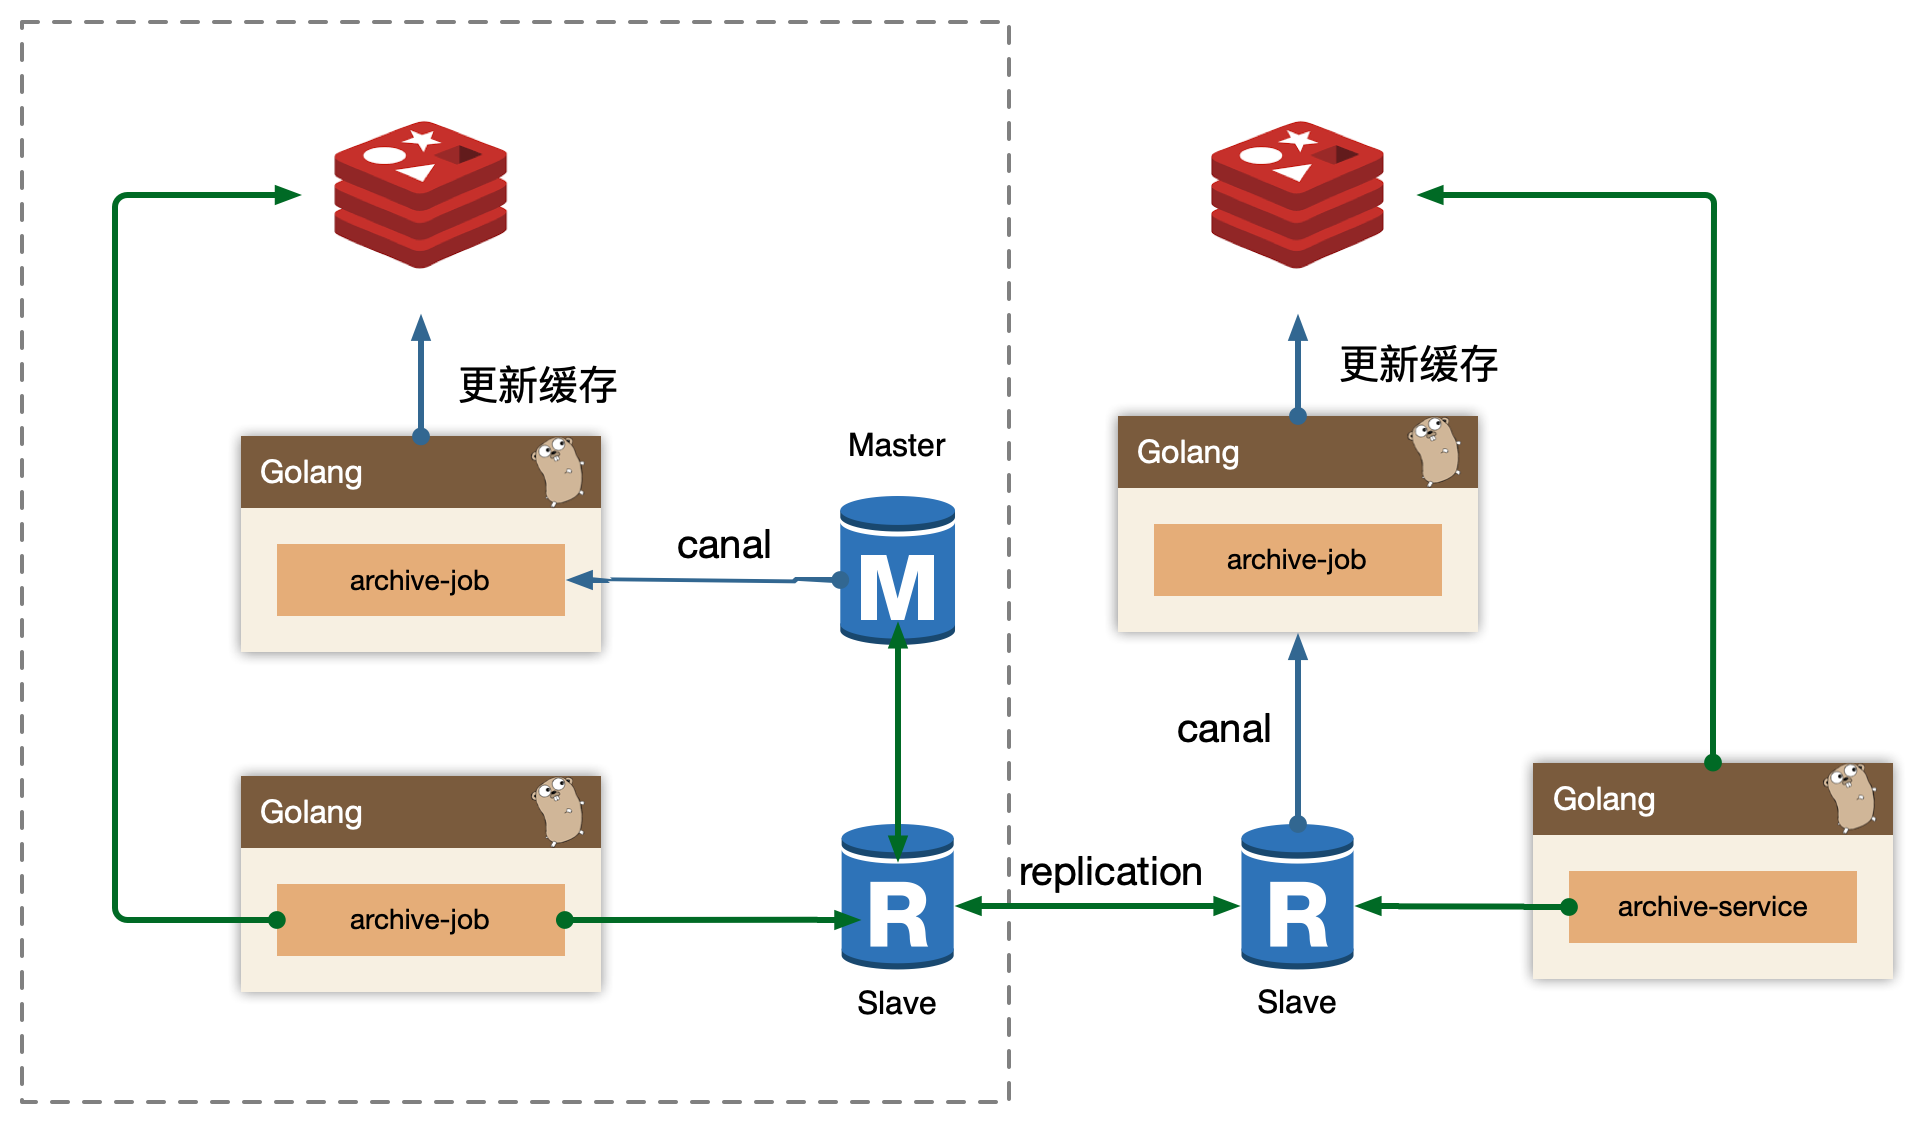 更新缓存
Golang
archive-job
canal
Master
M
Golang
archive-job
R
Slave
replication
更新缓存
Golang
archive-job
canal
R
Slave
Golang
archive-service